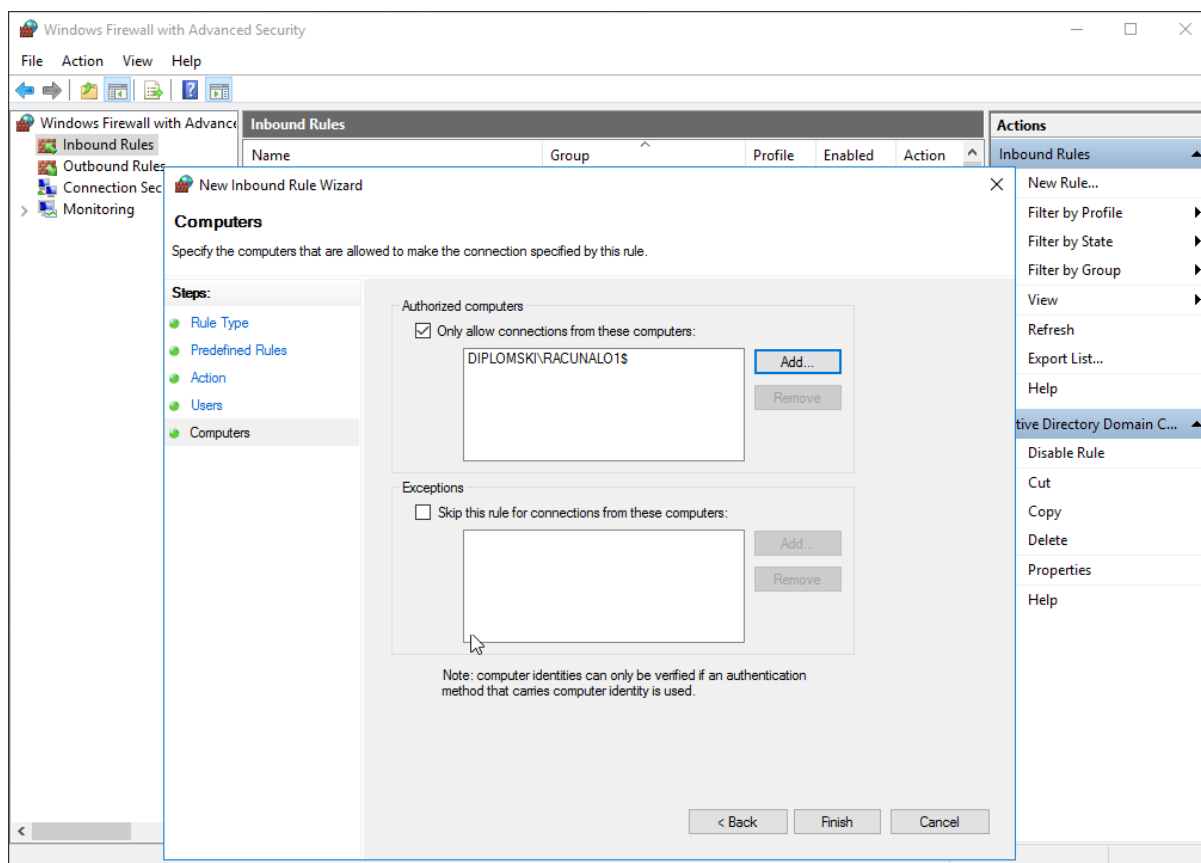 Windows Firewall with Advanced Security
File Action View Help
Windows Firewall with Advance
Inbound Rules
Outbound Rules
Connection Sec
Monitoring
Inbound Rules
Name Group Profile Enabled Action
New Inbound Rule Wizard
Computers
Specify the computers that are allowed to make the connection specified by this rule.
Steps:
Rule Type
Predefined Rules
Action
Users
Computers
Authorized computers
Only allow connections from these computers:
DIPLOMSKI\RACUNALO1$
Add...
Remove
Exceptions
Skip this rule for connections from these computers:
Add...
Remove
Note: computer identities can only be verified if an authentication
method that carries computer identity is used.
< Back Finish Cancel
Actions
Inbound Rules
New Rule...
Filter by Profile
Filter by State
Filter by Group
View
Refresh
Export List...
Help
tive Directory Domain C...
Disable Rule
Cut
Copy
Delete
Properties
Help